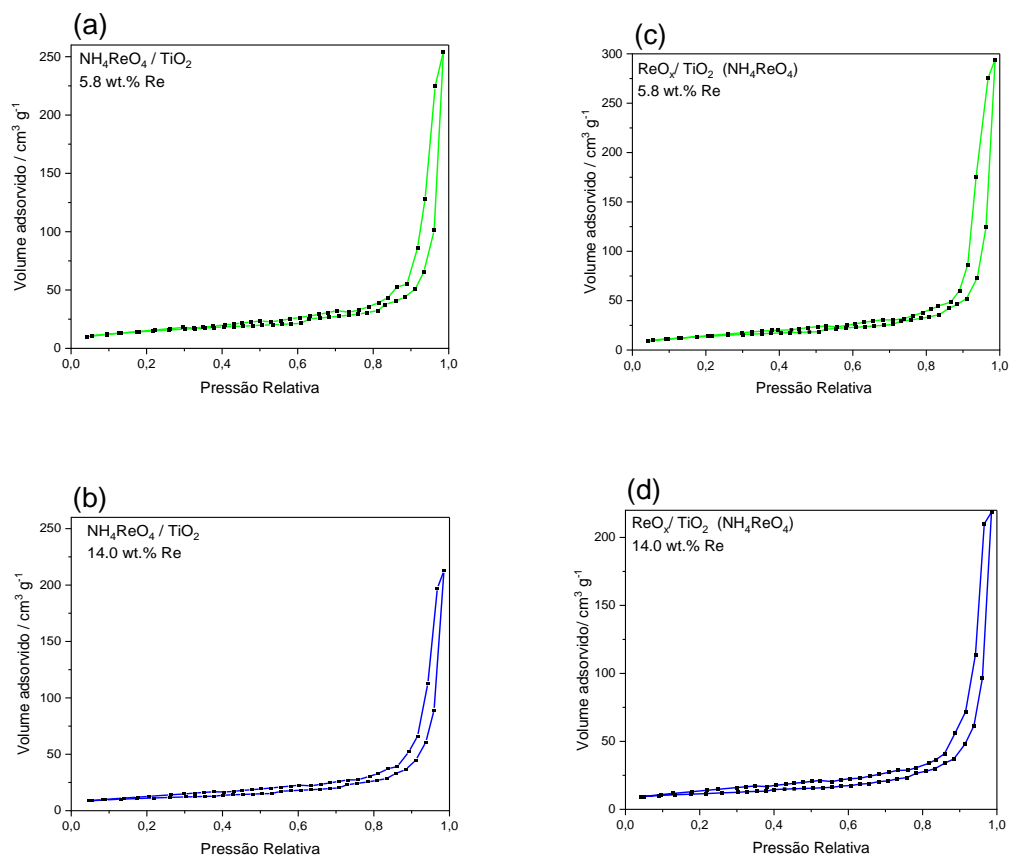 (a)
NH₄ReO₄ / TiO₂
5.8 wt.% Re
Volume adsorvido / cm³ g⁻¹
250
200
150
100
50
0
0,0 0,2 0,4 0,6 0,8 1,0
Pressão Relativa
(c)
ReOₓ/ TiO₂ (NH₄ReO₄)
5.8 wt.% Re
Volume adsorvido / cm³ g⁻¹
300
250
200
150
100
50
0
0,0 0,2 0,4 0,6 0,8 1,0
Pressão Relativa
(b)
NH₄ReO₄ / TiO₂
14.0 wt.% Re
Volume adsorvido / cm³ g⁻¹
250
200
150
100
50
0
0,0 0,2 0,4 0,6 0,8 1,0
Pressão Relativa
(d)
ReOₓ/ TiO₂ (NH₄ReO₄)
14.0 wt.% Re
Volume adsorvido/ cm³ g⁻¹
200
150
100
50
0
0,0 0,2 0,4 0,6 0,8 1,0
Pressão Relativa